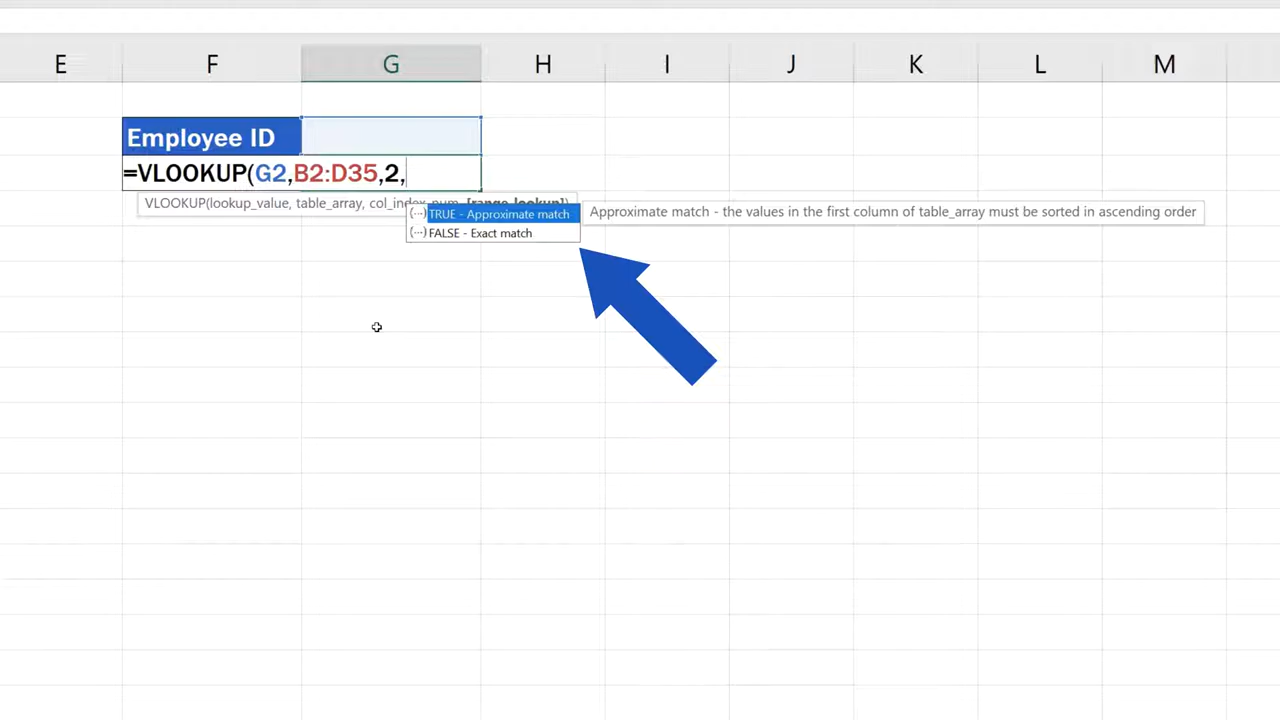 E F G H I J K L M
Employee ID
=VLOOKUP(G2,B2:D35,2,
VLOOKUP(lookup_value, table_array, col_index_num, [range_lookup])
(...) TRUE - Approximate match
Approximate match - the values in the first column of table_array must be sorted in ascending order
(...) FALSE - Exact match